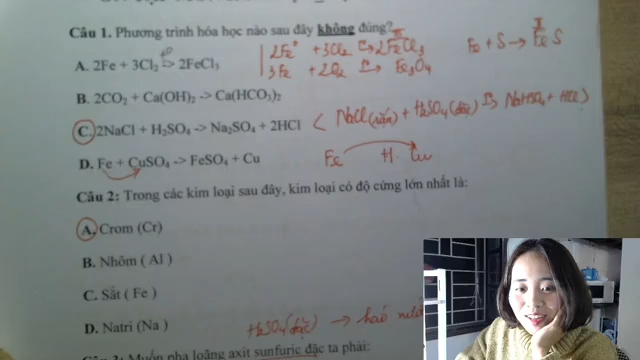 Câu 1. Phương trình hóa học nào sau đây không đúng?
A. 2Fe + 3Cl₂ -> 2FeCl₃
2Fe + 3Cl₂ -> 2FeCl₃
3Fe + 2O₂ -> Fe₃O₄
II
Fe + S -> Fe S
B. 2CO₂ + Ca(OH)₂ -> Ca(HCO₃)₂
C. 2NaCl + H₂SO₄ -> Na₂SO₄ + 2HCl
NaCl (rắn) + H₂SO₄ (đặc) -> NaHSO₄ + HCl
D. Fe + CuSO₄ -> FeSO₄ + Cu
Fe H Cu
Câu 2: Trong các kim loại sau đây, kim loại có độ cứng lớn nhất là:
A. Crom (Cr)
B. Nhôm ( Al )
C. Sắt ( Fe )
D. Natri (Na )
H₂SO₄ (đặc) -> háo nước
Muốn pha loãng axit sunfuric đặc ta phải: